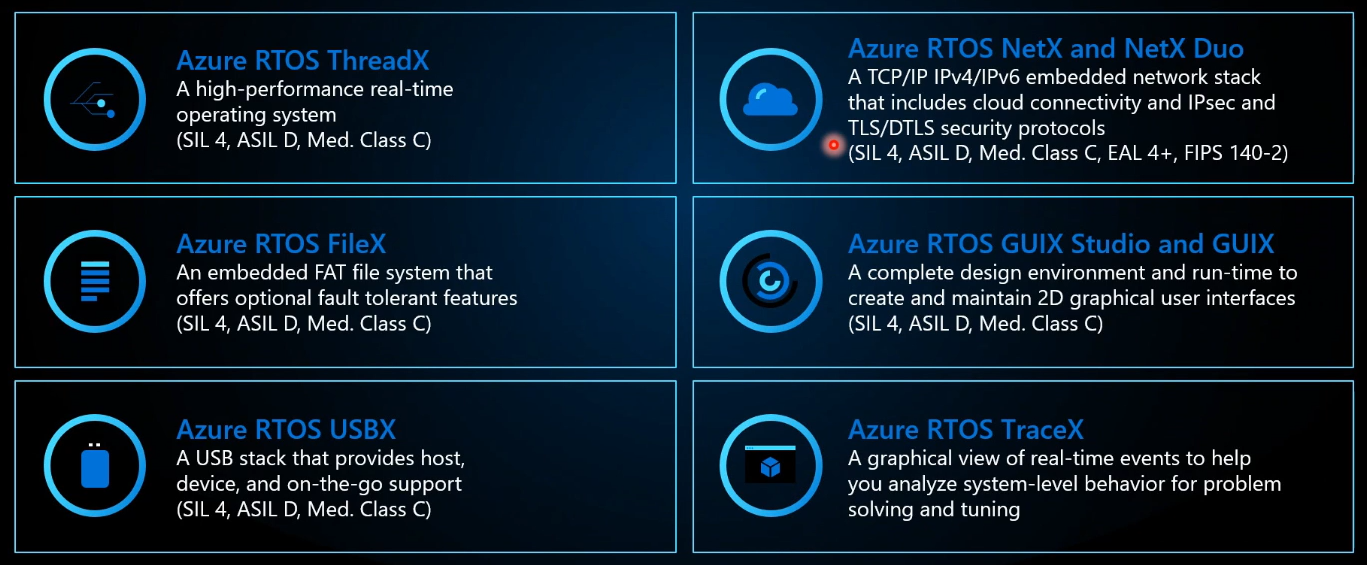 Azure RTOS ThreadX
A high-performance real-time
operating system
(SIL 4, ASIL D, Med. Class C)
Azure RTOS NetX and NetX Duo
A TCP/IP IPv4/IPv6 embedded network stack
that includes cloud connectivity and IPsec and
TLS/DTLS security protocols
(SIL 4, ASIL D, Med. Class C, EAL 4+, FIPS 140-2)
Azure RTOS FileX
An embedded FAT file system that
offers optional fault tolerant features
(SIL 4, ASIL D, Med. Class C)
Azure RTOS GUIX Studio and GUIX
A complete design environment and run-time to
create and maintain 2D graphical user interfaces
(SIL 4, ASIL D, Med. Class C)
Azure RTOS USBX
A USB stack that provides host,
device, and on-the-go support
(SIL 4, ASIL D, Med. Class C)
Azure RTOS TraceX
A graphical view of real-time events to help
you analyze system-level behavior for problem
solving and tuning